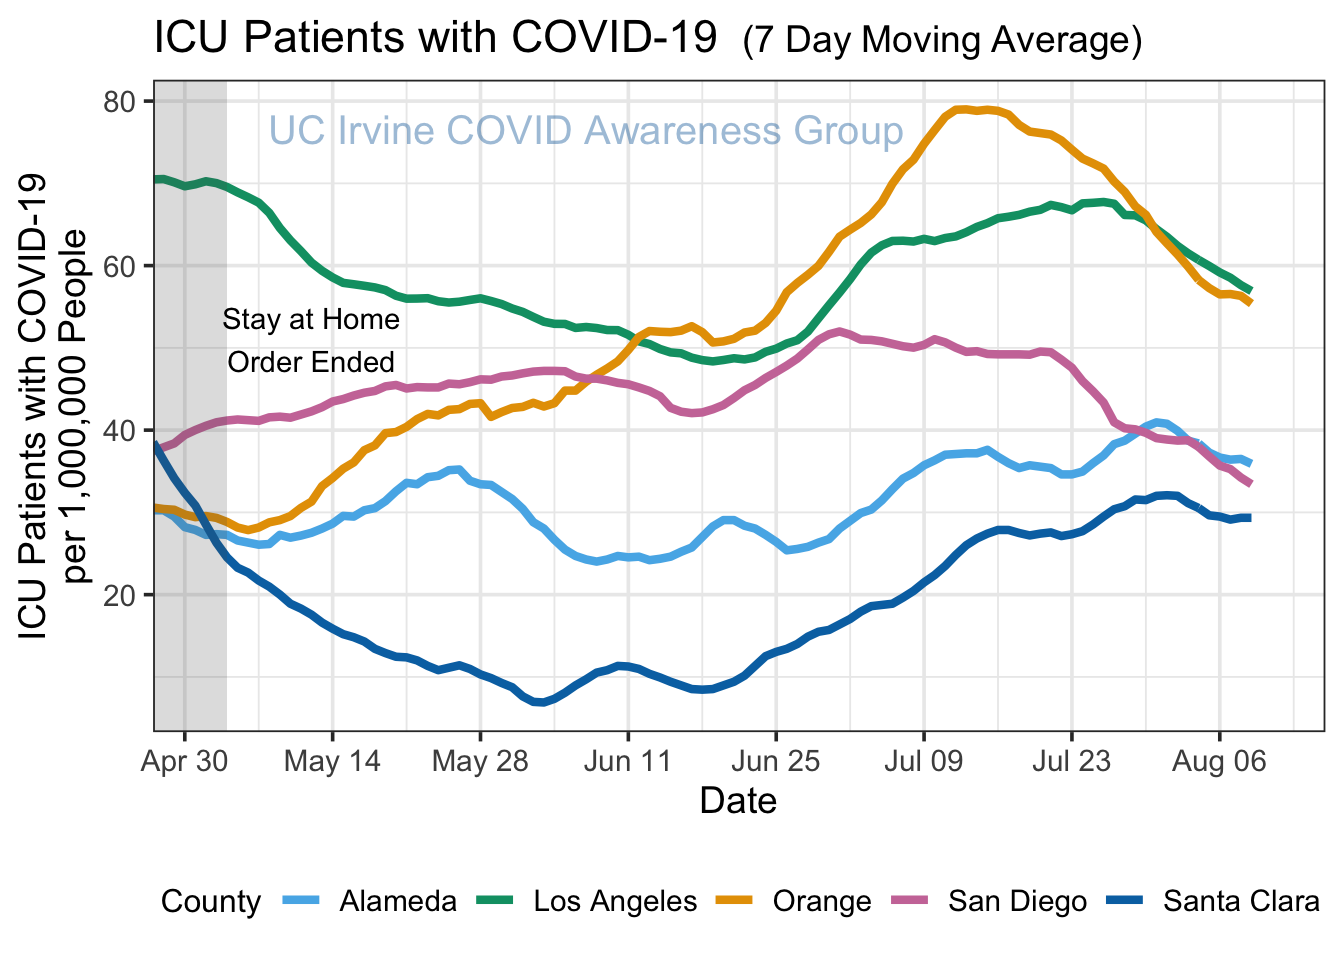 ICU Patients with COVID-19 (7 Day Moving Average)
UC Irvine COVID Awareness Group
ICU Patients with COVID-19
per 1,000,000 People
80
60
40
20
Stay at Home
Order Ended
Apr 30 May 14 May 28 Jun 11 Jun 25 Jul 09 Jul 23 Aug 06
Date
County Alameda Los Angeles Orange San Diego Santa Clara